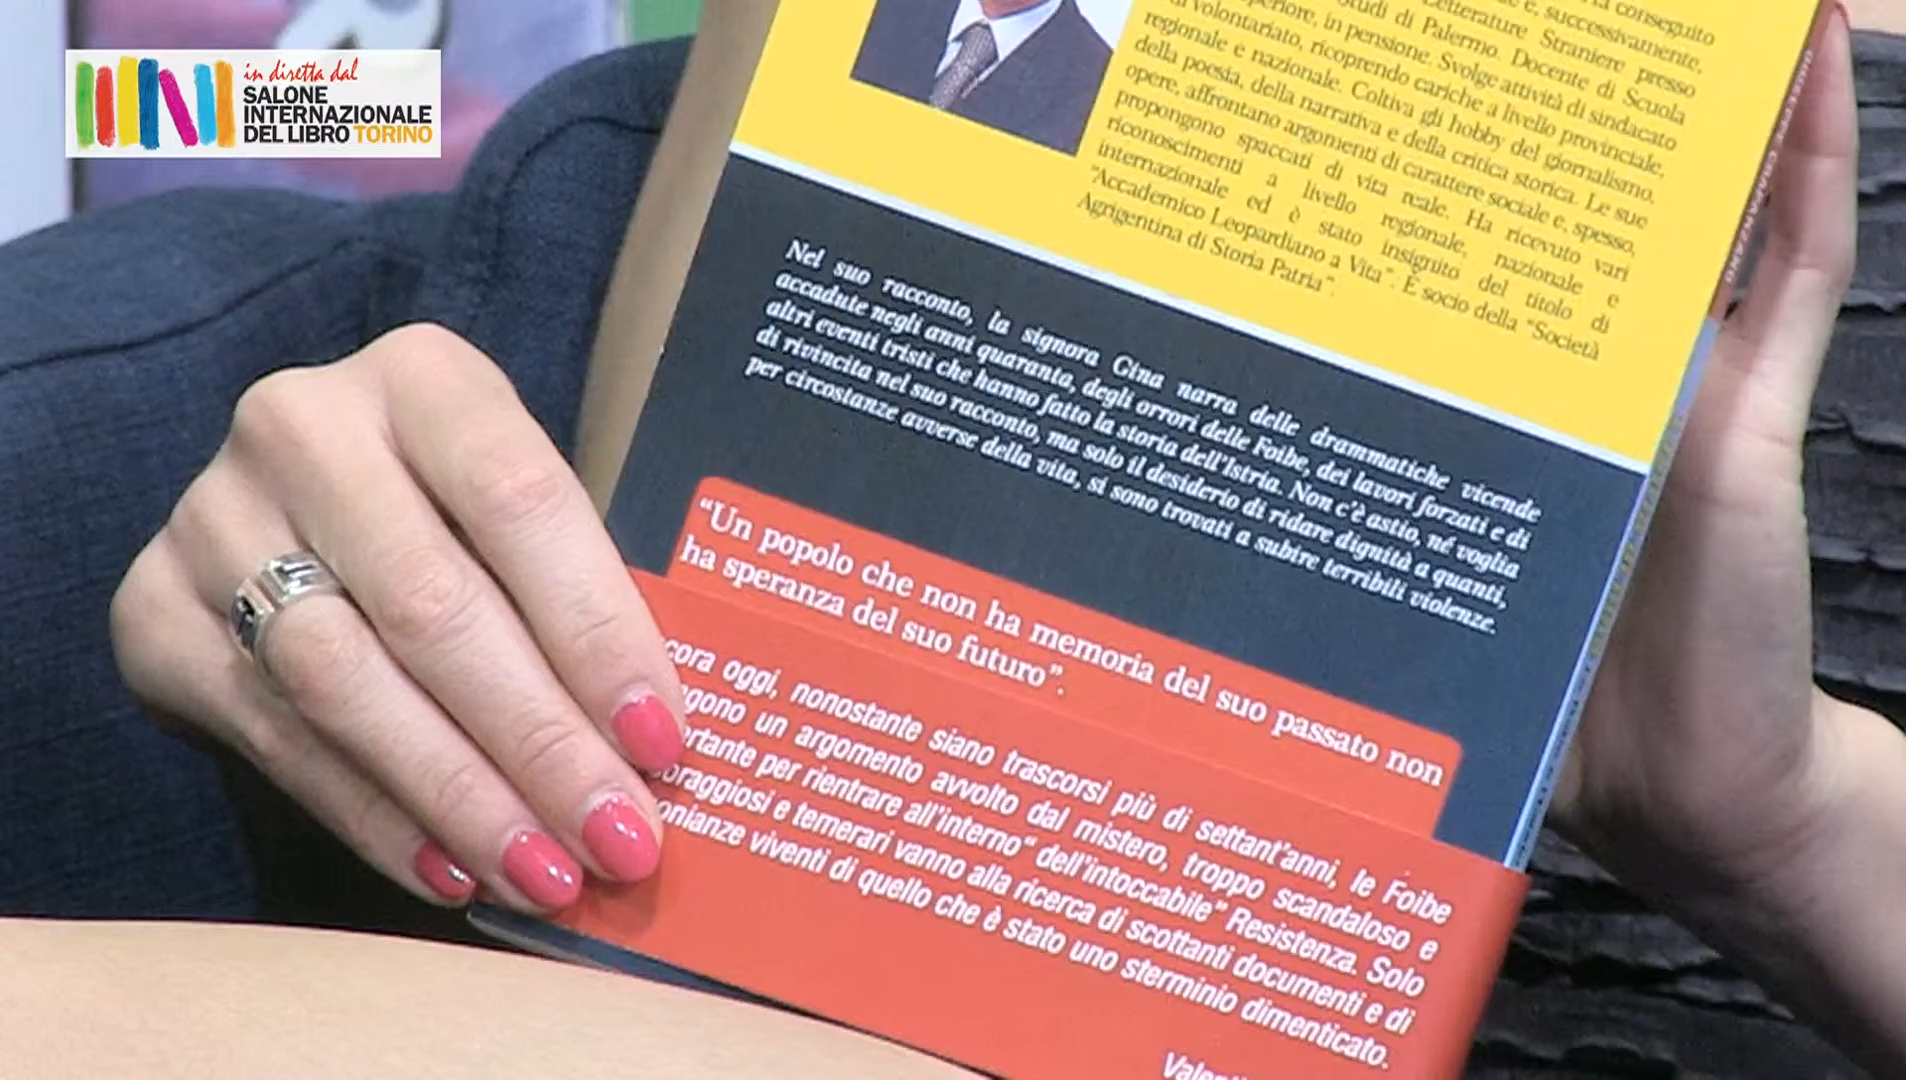 in diretta dal
SALONE
INTERNAZIONALE
DEL LIBRO TORINO
conseguito
e, successivamente,
Letterature Straniere presso
Studi di Palermo. Docente di Scuola
in pensione. Svolge attività di sindacato
volontariato, ricoprendo cariche a livello provinciale,
regionale e nazionale. Coltiva gli hobby del giornalismo,
della poesia, della narrativa e della critica storica. Le sue
opere, affrontano argomenti di carattere sociale e, spesso,
propongono spaccati di vita reale. Ha ricevuto vari
riconoscimenti a livello regionale, nazionale e
internazionale ed è stato insignito del titolo di
"Accademico Leopardiano a Vita". È socio della "Società
Agrigentina di Storia Patria".
Nel suo racconto, la signora Gina narra delle drammatiche vicende
accadute negli anni quaranta, degli orrori delle Foibe, dei lavori forzati e di
altri eventi tristi che hanno fatto la storia dell'Istria. Non c'è astio, né voglia
di rivincita nel suo racconto, ma solo il desiderio di ridare dignità a quanti,
per circostanze avverse della vita, si sono trovati a subire terribili violenze.
"Un popolo che non ha memoria del suo passato non
ha speranza del suo futuro".
cora oggi, nonostante siano trascorsi più di settant'anni, le Foibe
gono un argomento avvolto dal mistero, troppo scandaloso e
ertante per rientrare all'interno" dell'intoccabile" Resistenza. Solo
oraggiosi e temerari vanno alla ricerca di scottanti documenti e di
onianze viventi di quello che è stato uno sterminio dimenticato.